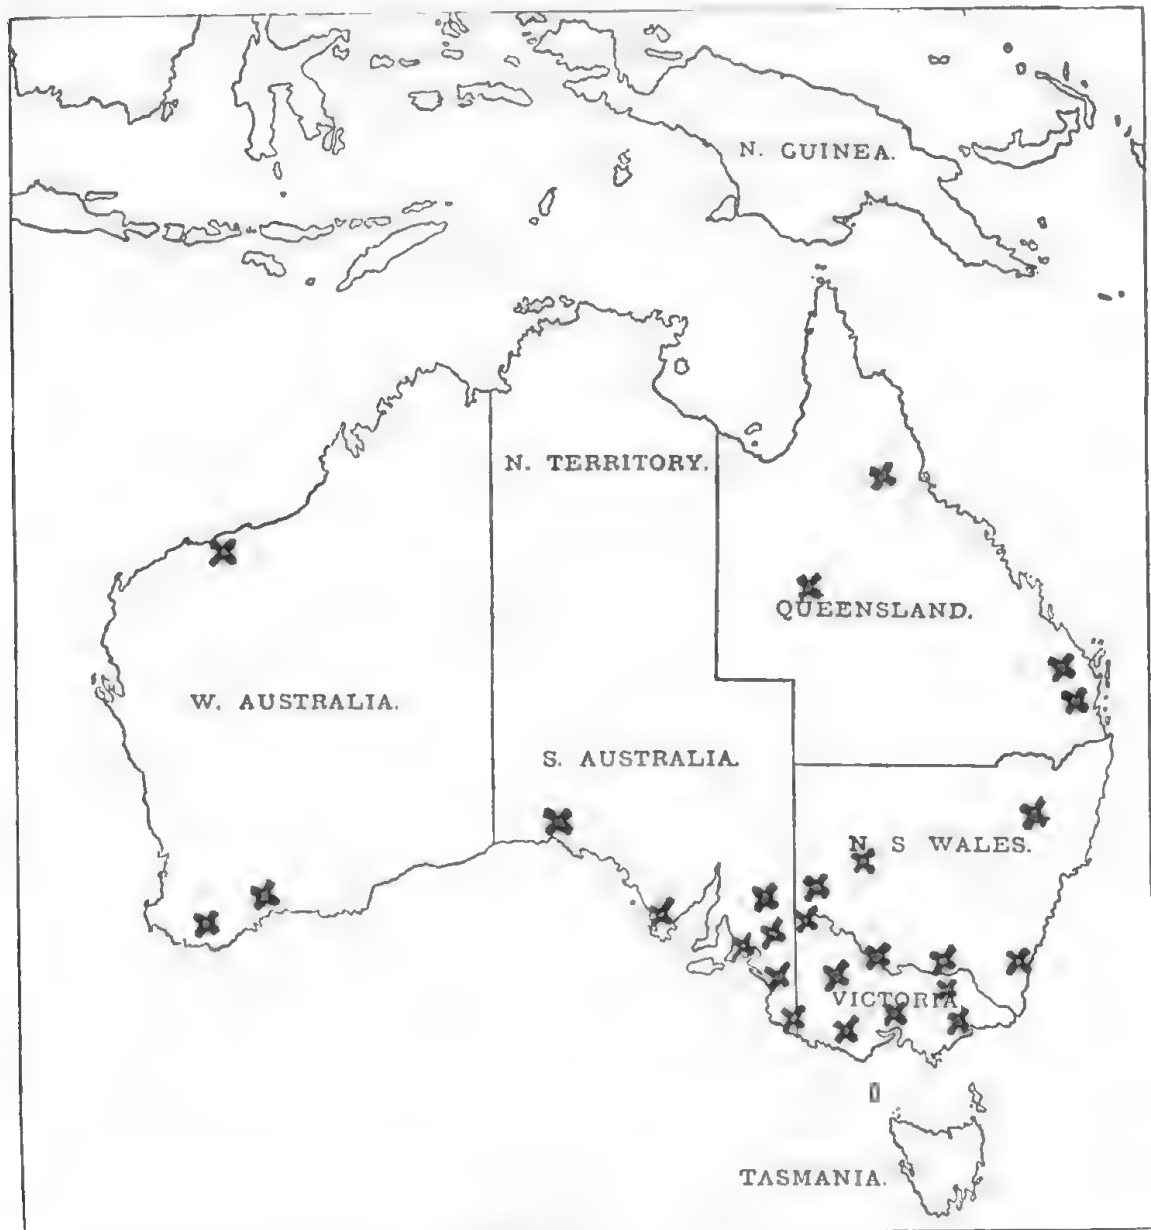 N. GUINEA.
N. TERRITORY.
QUEENSLAND.
W. AUSTRALIA.
S. AUSTRALIA.
N S WALES.
VICTORIA
TASMANIA.